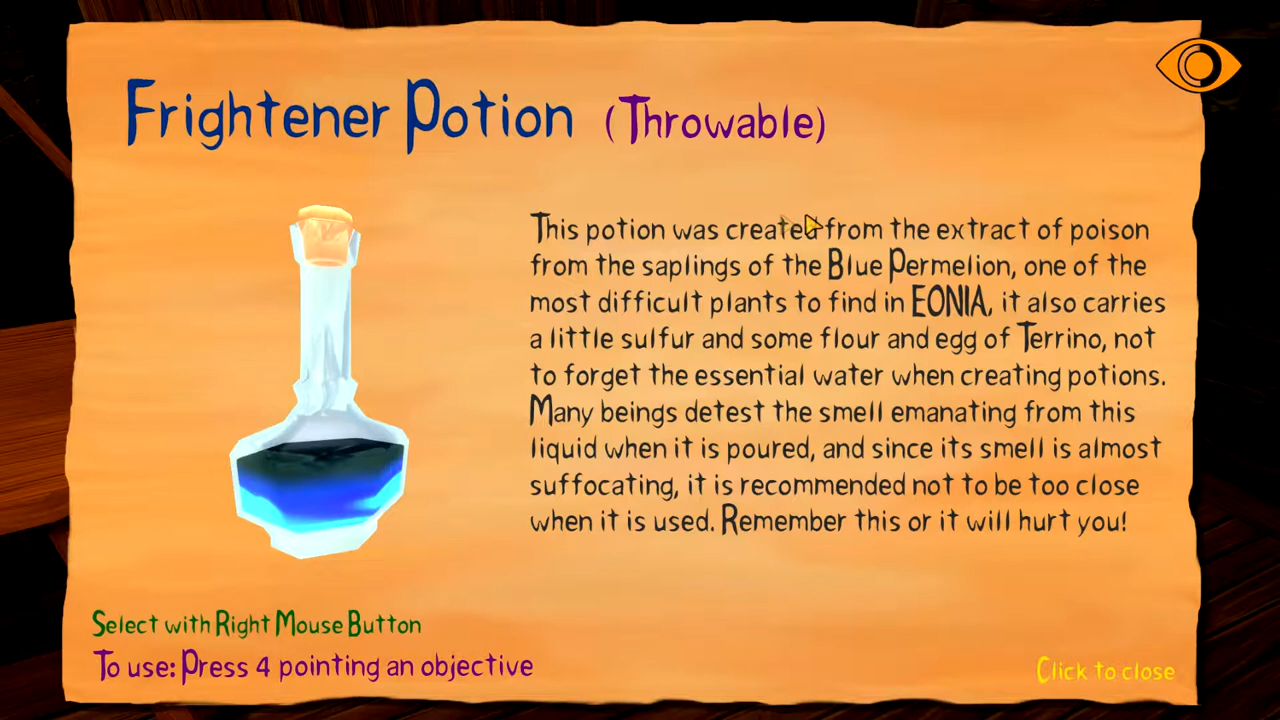 Frightener Potion (Throwable)
This potion was created from the extract of poison
from the saplings of the Blue Permelion, one of the
most difficult plants to find in EONIA, it also carries
a little sulfur and some flour and egg of Terrino, not
to forget the essential water when creating potions.
Many beings detest the smell emanating from this
liquid when it is poured, and since its smell is almost
suffocating, it is recommended not to be too close
when it is used. Remember this or it will hurt you!
Select with Right Mouse Button
To use: Press 4 pointing an objective
Click to close